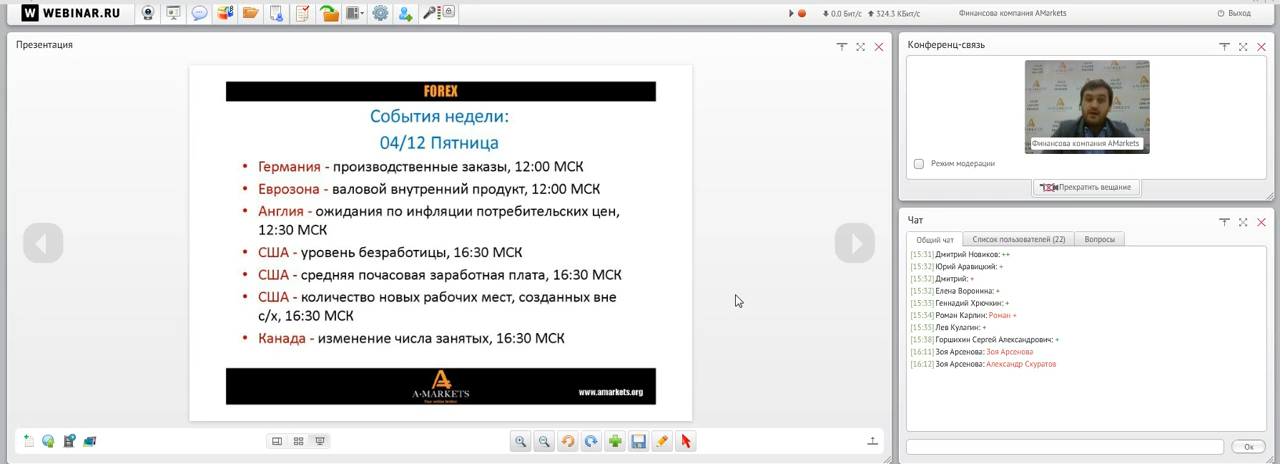 WEBINAR.RU
0.0 Бит/с
324.3 КБит/с
Финансова компания AMarkets
Выход
Презентация
FOREX
События недели:
04/12 Пятница
• Германия - производственные заказы, 12:00 МСК
• Еврозона - валовой внутренний продукт, 12:00 МСК
• Англия - ожидания по инфляции потребительских цен,
12:30 МСК
• США - уровень безработицы, 16:30 МСК
• США - средняя почасовая заработная плата, 16:30 МСК
• США - количество новых рабочих мест, созданных вне
с/х, 16:30 МСК
• Канада - изменение числа занятых, 16:30 МСК
A-MARKETS
Your online broker
www.amarkets.org
Конференц-связь
Финансова компания AMarkets
Режим модерации
Прекратить вещание
Чат
Общий чат
Список пользователей (22)
Вопросы
[15:31] Дмитрий Новиков: ++
[15:32] Юрий Аравицкий: +
[15:32] Дмитрий: +
[15:32] Елена Воронина: +
[15:33] Геннадий Хрючкин: +
[15:34] Роман Карпин: Роман +
[15:35] Лев Кулагин: +
[15:38] Горшихин Сергей Александрович: +
[16:11] Зоя Арсенова: Зоя Арсенова
[16:12] Зоя Арсенова: Александр Скуратов
Ок